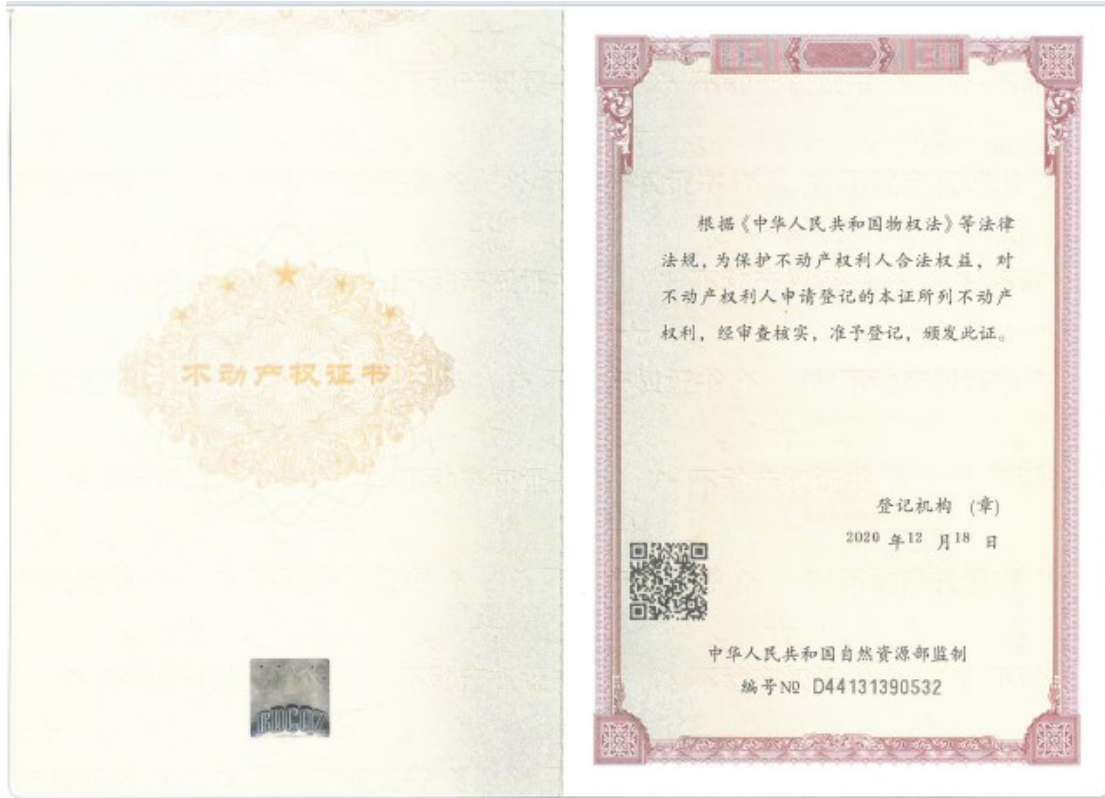 不动产权证书
根据《中华人民共和国物权法》等法律
法规，为保护不动产权利人合法权益，对
不动产权利人申请登记的本证所列不动产
权利，经审查核实，准予登记，颁发此证。
登记机构 (章)
2020 年12 月18 日
中华人民共和国自然资源部监制
编号№ D44131390532